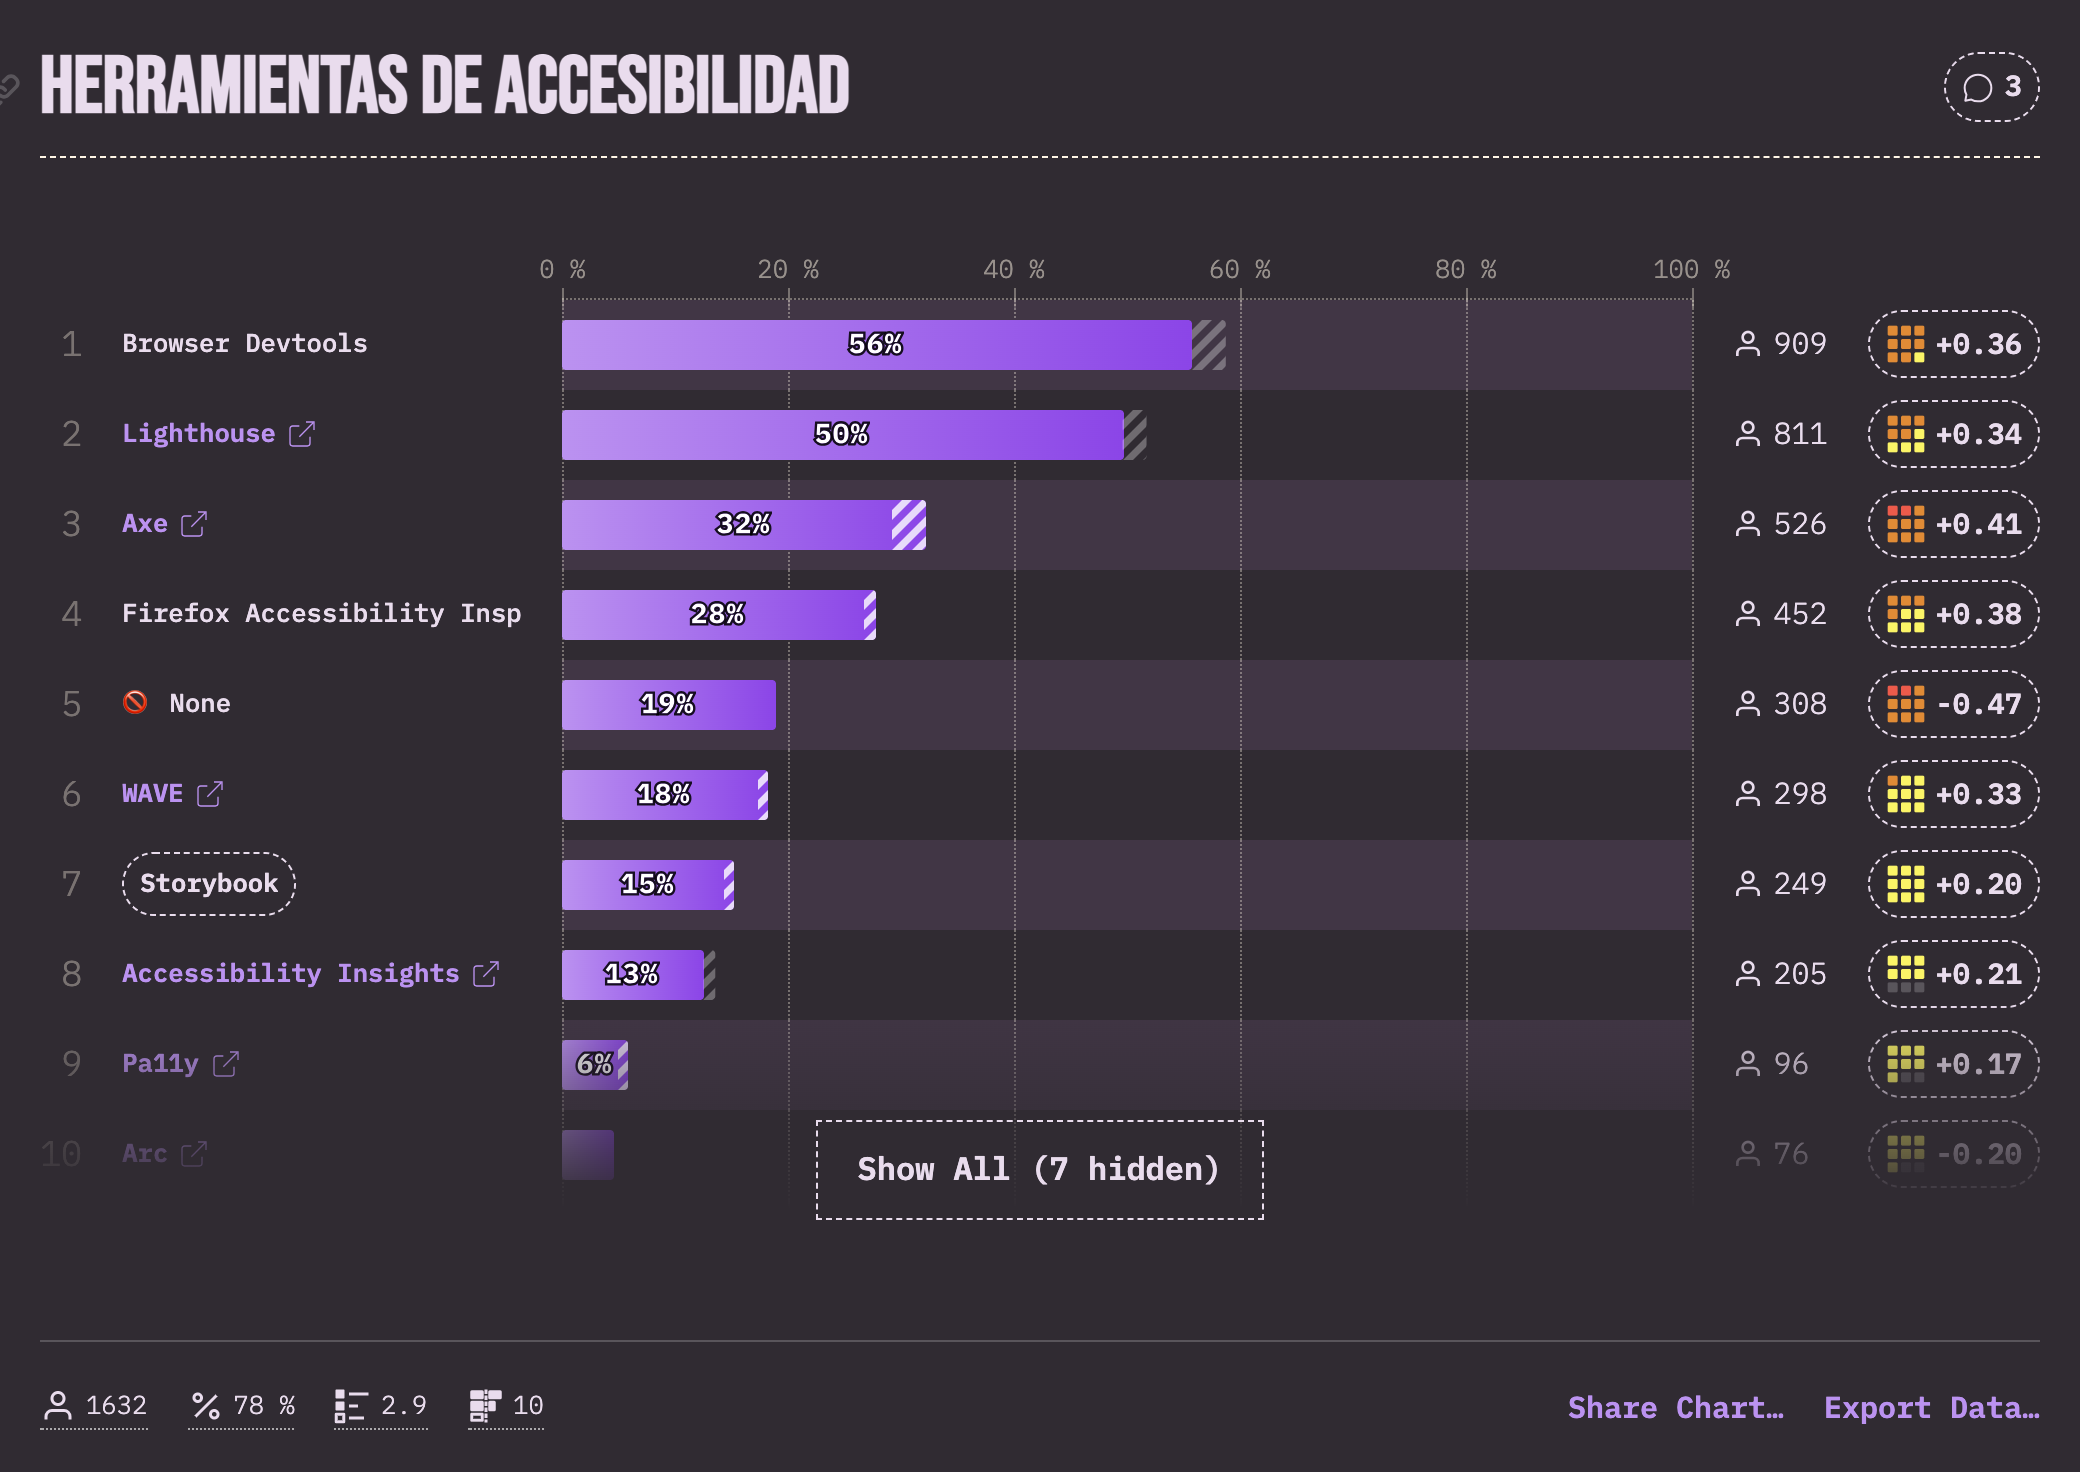 HERRAMIENTAS DE ACCESIBILIDAD
3
0 % 20 % 40 % 60 % 80 % 100 %
1 Browser Devtools 56% 909 +0.36
2 Lighthouse 50% 811 +0.34
3 Axe 32% 526 +0.41
4 Firefox Accessibility Insp 28% 452 +0.38
5 None 19% 308 -0.47
6 WAVE 18% 298 +0.33
7 Storybook 15% 249 +0.20
8 Accessibility Insights 13% 205 +0.21
9 Pa11y 6% 96 +0.17
10 Arc 76 -0.20
Show All (7 hidden)
1632 78 % 2.9 10 Share Chart… Export Data…